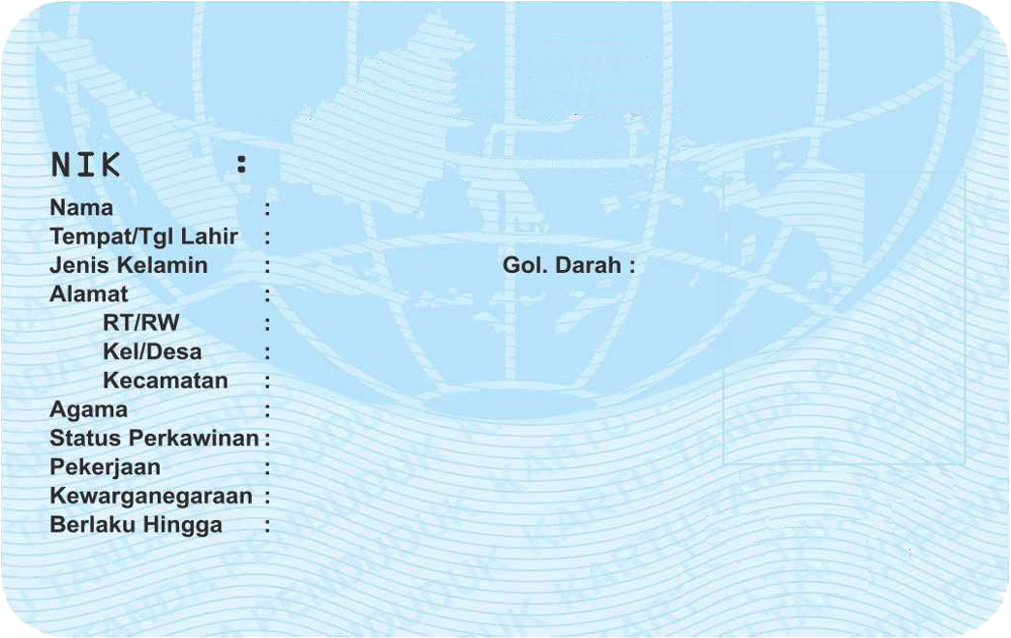 NIK :
Nama :
Tempat/Tgl Lahir :
Jenis Kelamin : Gol. Darah :
Alamat :
RT/RW :
Kel/Desa :
Kecamatan :
Agama :
Status Perkawinan :
Pekerjaan :
Kewarganegaraan :
Berlaku Hingga :